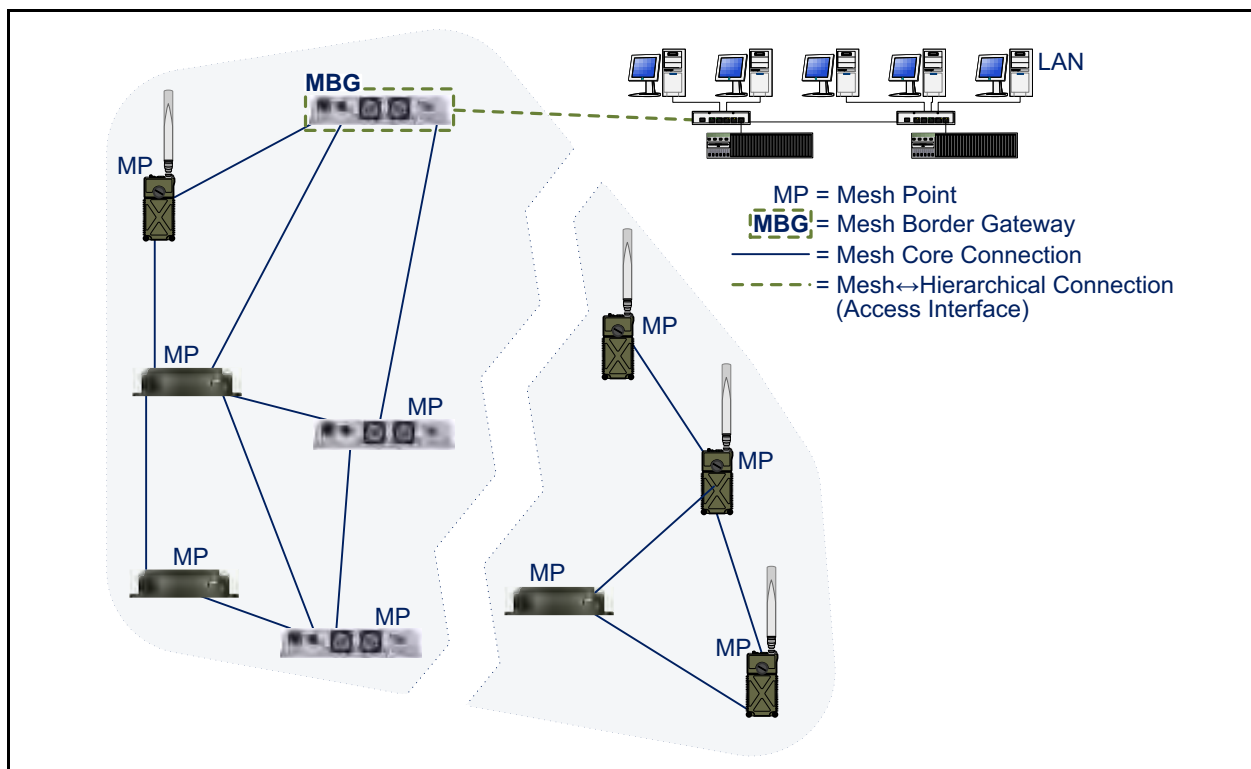 MBG
LAN
MP
MP = Mesh Point
MBG = Mesh Border Gateway
= Mesh Core Connection
= Mesh↔Hierarchical Connection
(Access Interface)
MP
MP
MP
MP
MP
MP
MP
MP